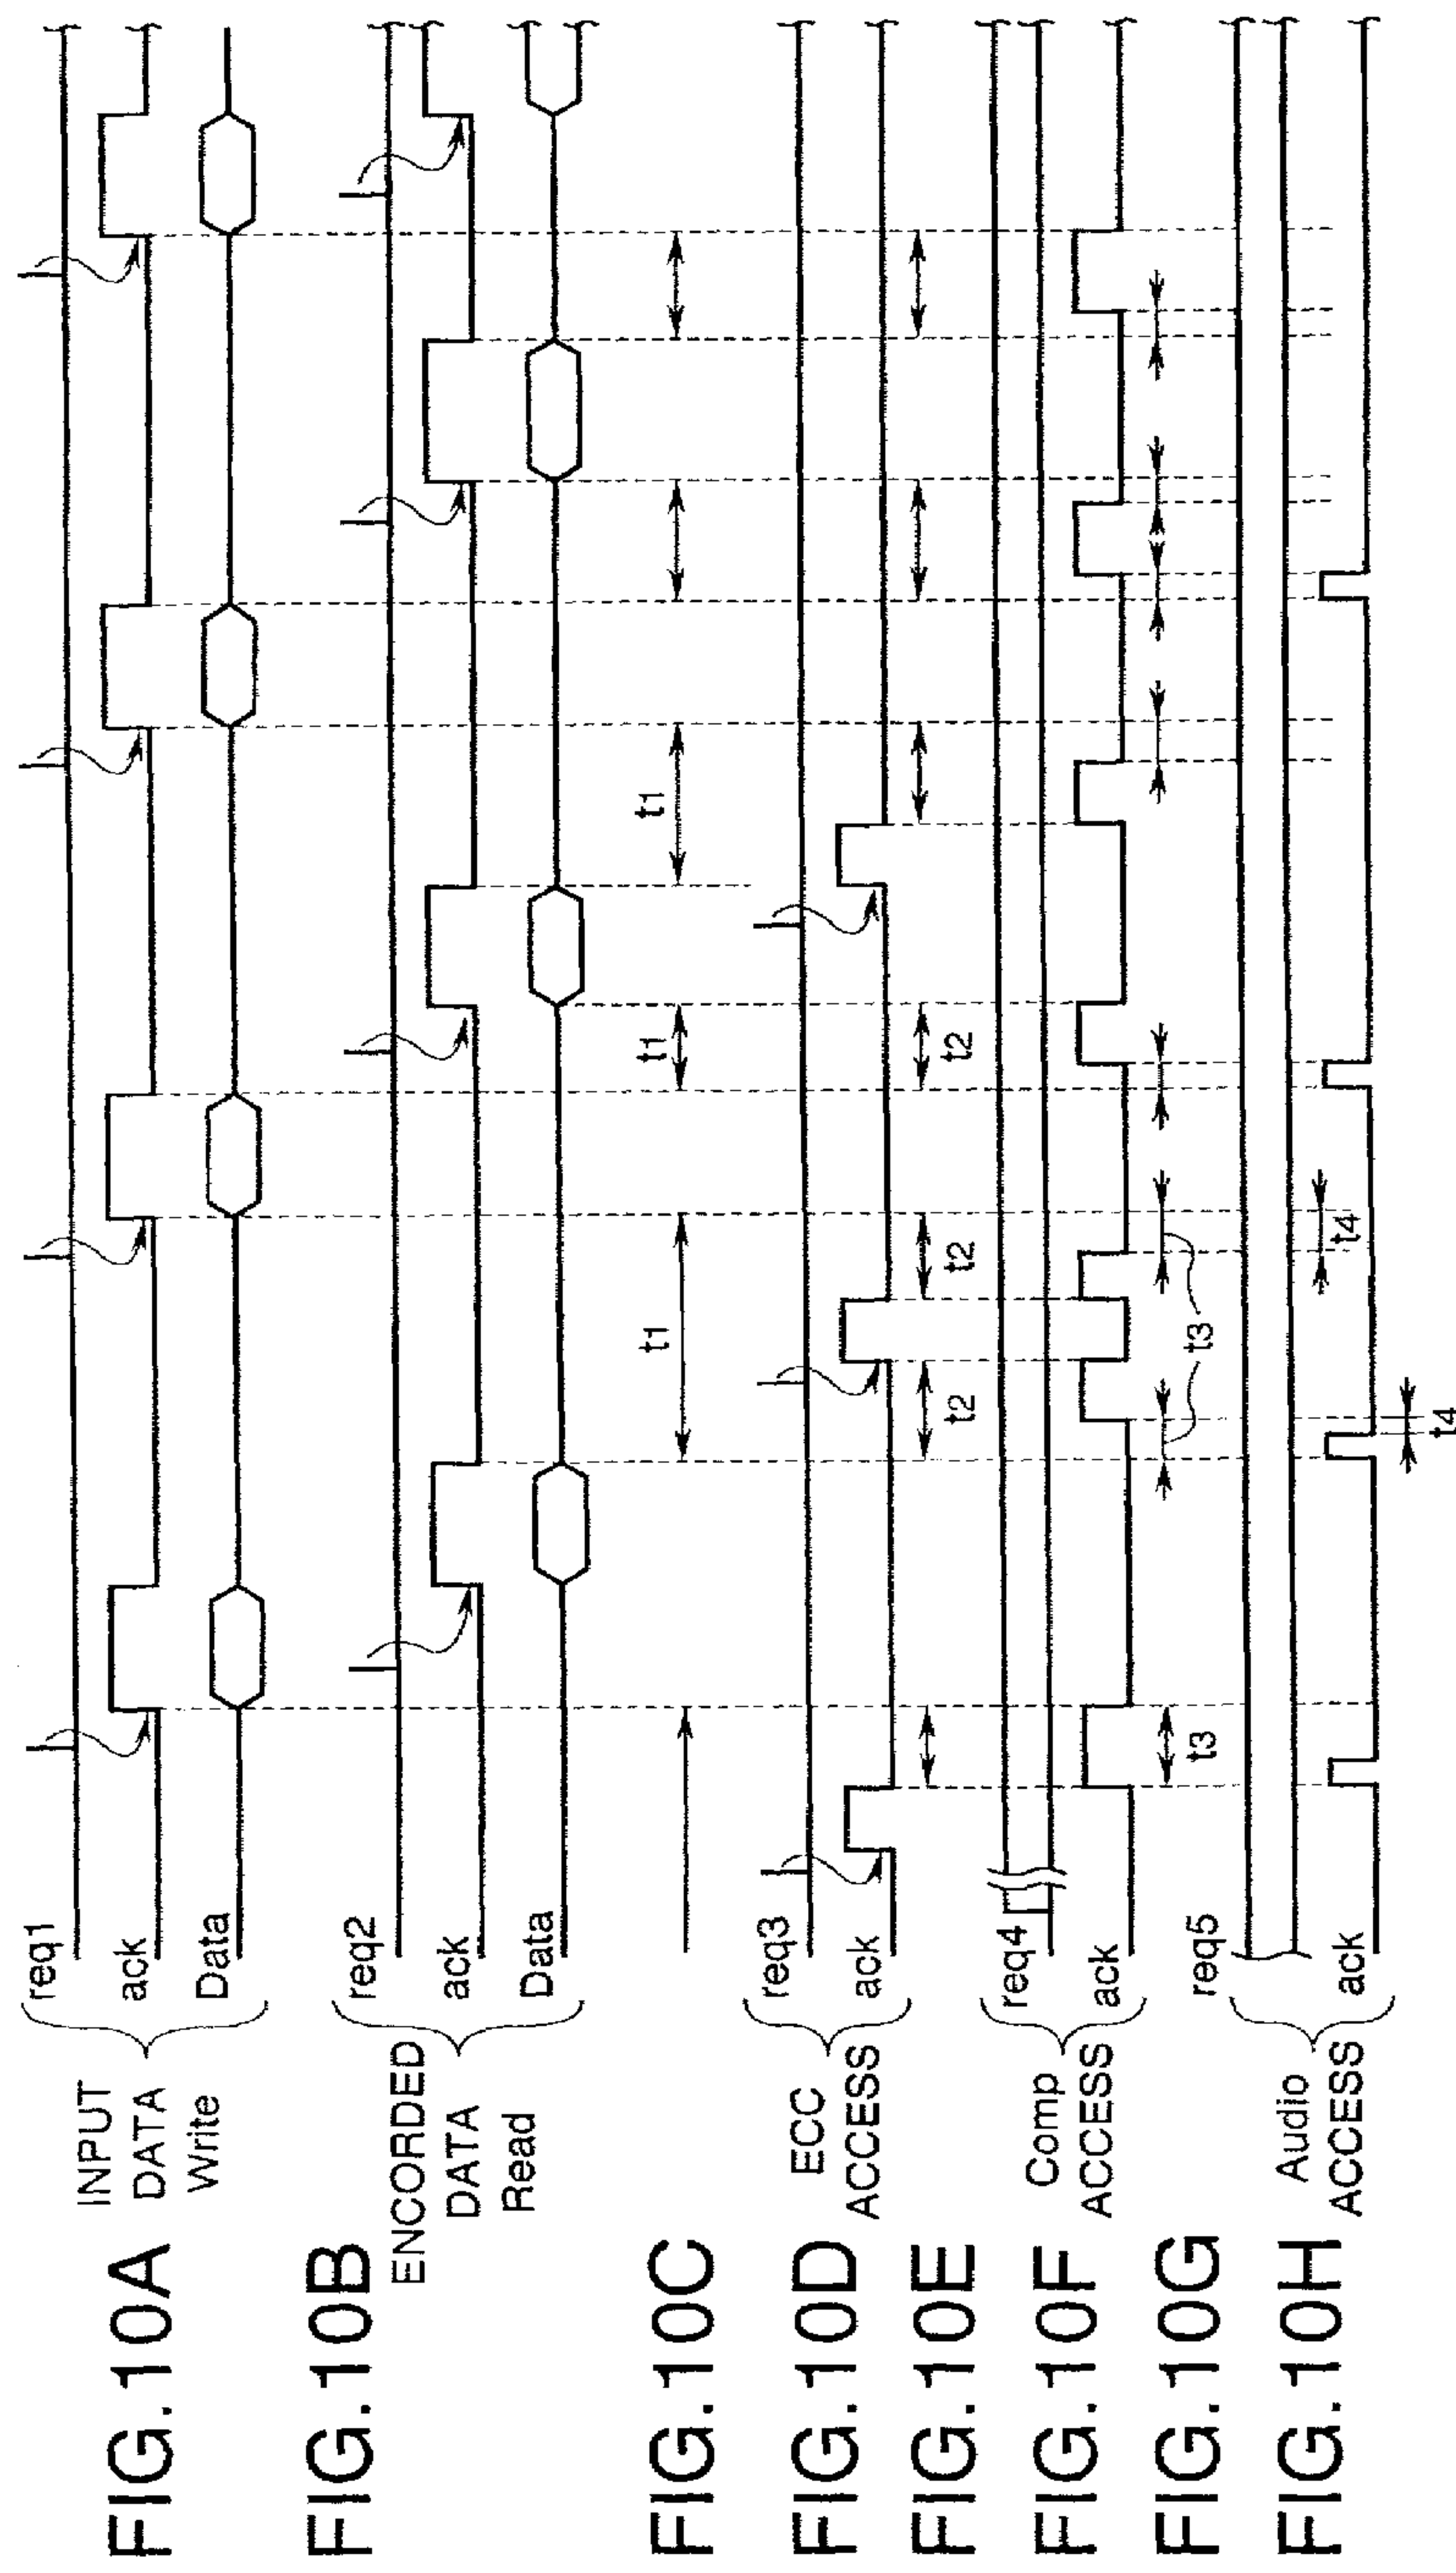 FIG.10A
INPUT
DATA
Write
req1
ack
Data
FIG.10B
ENCORDED
DATA
Read
req2
ack
Data
FIG.10C
t1
t1
t1
FIG.10D
ECC
ACCESS
req3
ack
FIG.10E
t2
t2
t2
FIG.10F
Comp
ACCESS
req4
ack
FIG.10G
t3
t3
FIG.10H
Audio
ACCESS
req5
ack
t4
t4